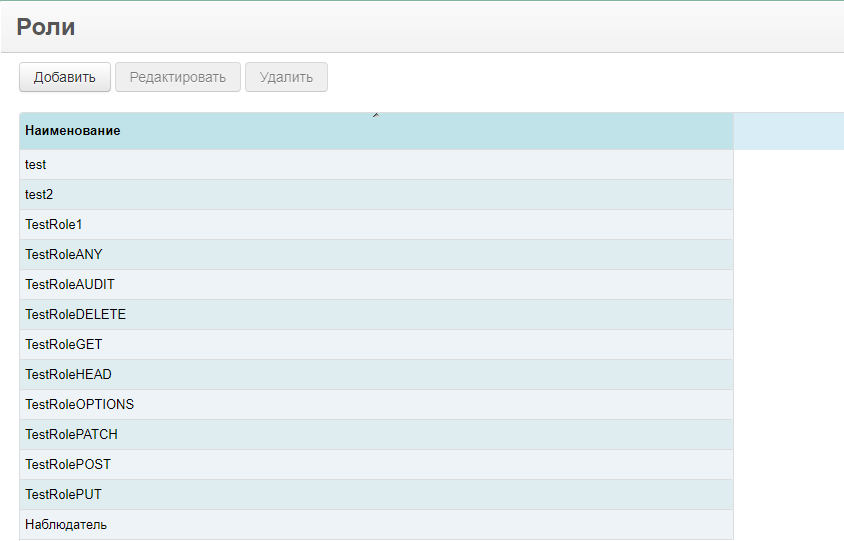 Роли
Добавить Редактировать Удалить
Наименование
test
test2
TestRole1
TestRoleANY
TestRoleAUDIT
TestRoleDELETE
TestRoleGET
TestRoleHEAD
TestRoleOPTIONS
TestRolePATCH
TestRolePOST
TestRolePUT
Наблюдатель